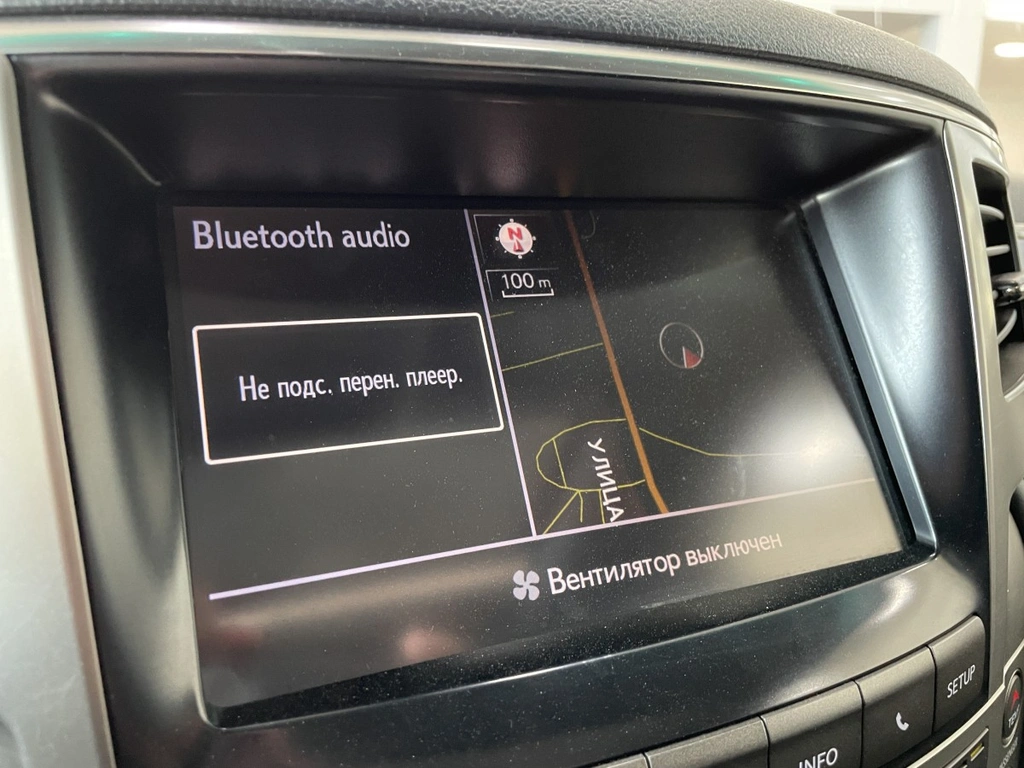 Bluetooth audio
N
100 m
Не подс. перен. плеер.
УЛИЦА
Вентилятор выключен
SETUP
INFO